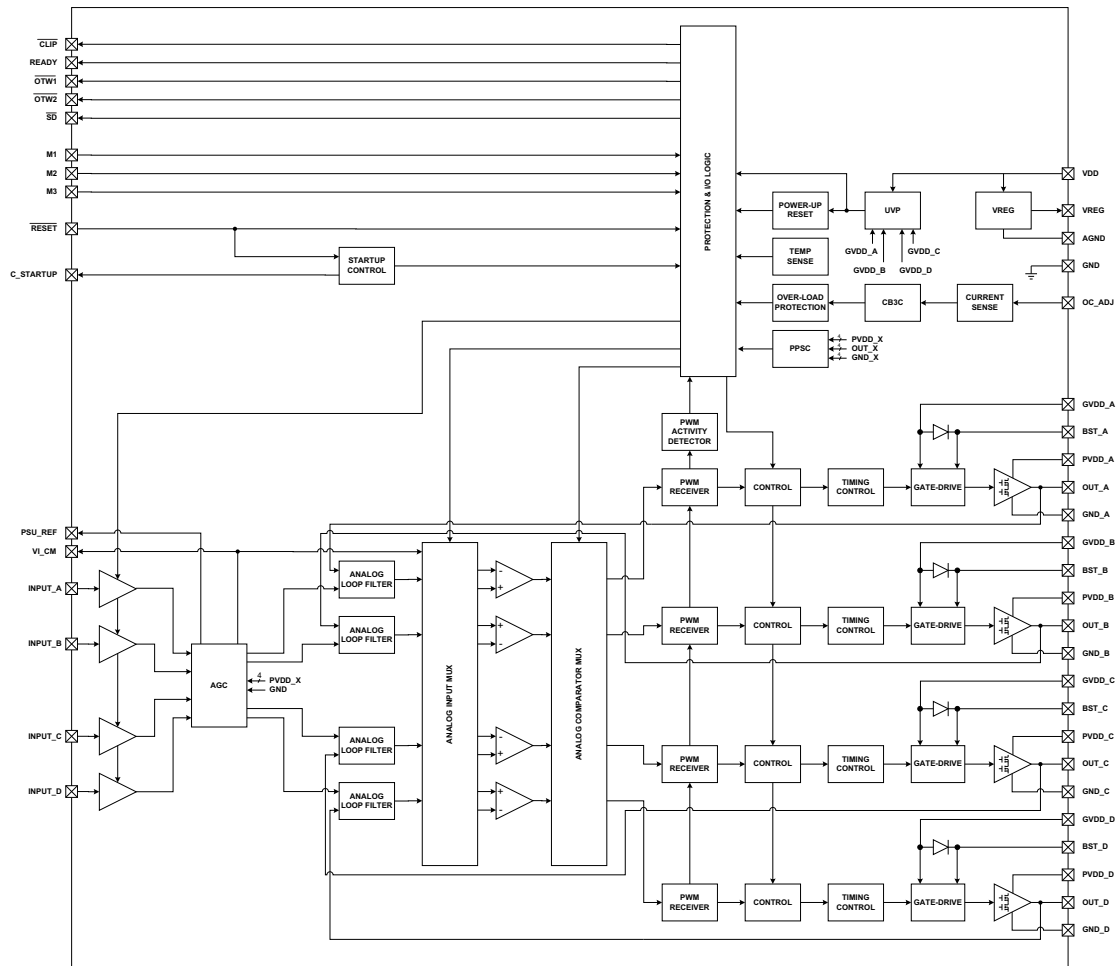 CLIP
READY
OTW1
OTW2
SD
M1
M2
M3
RESET
C_STARTUP
STARTUP
CONTROL
PROTECTION & I/O LOGIC
POWER-UP
RESET
UVP
VREG
GVDD_A
GVDD_C
GVDD_B
GVDD_D
TEMP
SENSE
OVER-LOAD
PROTECTION
CB3C
CURRENT
SENSE
PPSC
4
PVDD_X
4
OUT_X
4
GND_X
VDD
VREG
AGND
GND
OC_ADJ
PWM
ACTIVITY
DETECTOR
GVDD_A
BST_A
PVDD_A
OUT_A
GND_A
PWM
RECEIVER
CONTROL
TIMING
CONTROL
GATE-DRIVE
PSU_REF
VI_CM
INPUT_A
INPUT_B
INPUT_C
INPUT_D
AGC
4
PVDD_X
GND
ANALOG
LOOP FILTER
ANALOG
LOOP FILTER
ANALOG
LOOP FILTER
ANALOG
LOOP FILTER
ANALOG INPUT MUX
-
+
+
-
-
+
+
-
ANALOG COMPARATOR MUX
GVDD_B
BST_B
PVDD_B
OUT_B
GND_B
PWM
RECEIVER
CONTROL
TIMING
CONTROL
GATE-DRIVE
GVDD_C
BST_C
PVDD_C
OUT_C
GND_C
PWM
RECEIVER
CONTROL
TIMING
CONTROL
GATE-DRIVE
GVDD_D
BST_D
PVDD_D
OUT_D
GND_D
PWM
RECEIVER
CONTROL
TIMING
CONTROL
GATE-DRIVE